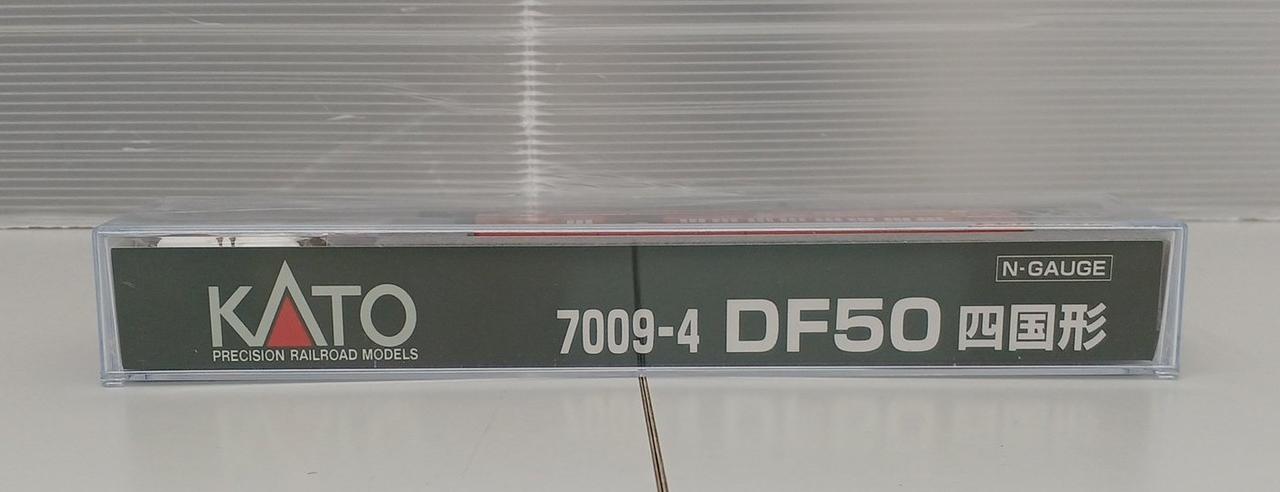 KATO
PRECISION RAILROAD MODELS
N-GAUGE
7009-4 DF50 四国形